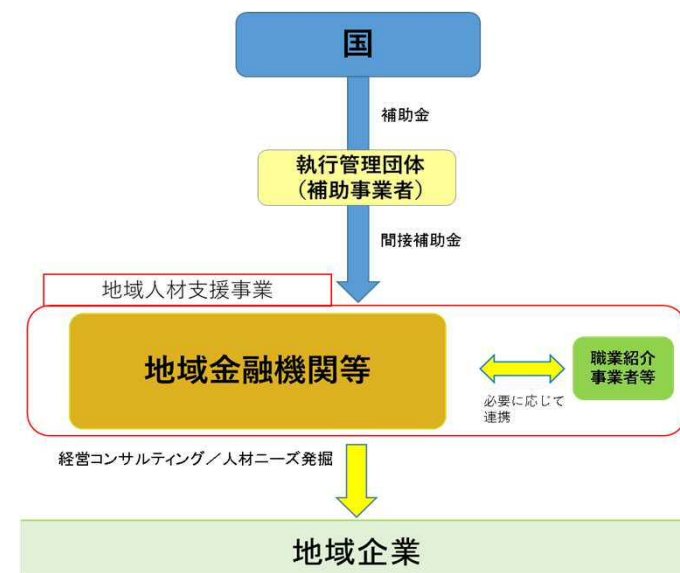 国
補助金
執行管理団体
（補助事業者）
間接補助金
地域人材支援事業
地域金融機関等
職業紹介
事業者等
必要に応じて
連携
経営コンサルティング／人材ニーズ発掘
地域企業